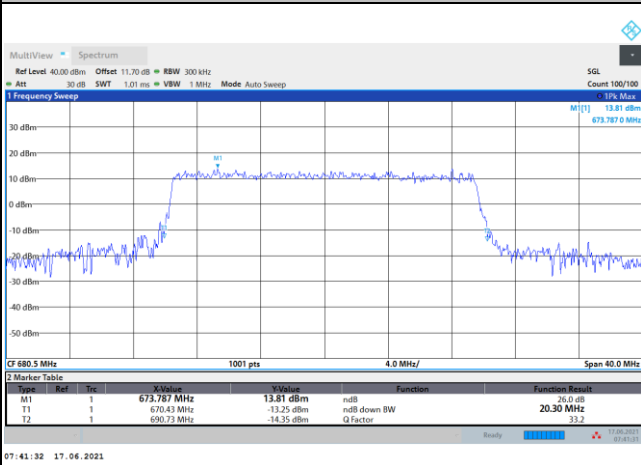 MultiView Spectrum
Ref Level 40.00 dBm Offset 11.70 dB RBW 300 kHz SGL
Att 30 dB SWT 1.01 ms VBW 1 MHz Mode Auto Sweep Count 100/100
1 Frequency Sweep 1Pk Max
M1[1] 13.81 dBm
673.787 0 MHz
30 dBm
M1
20 dBm
10 dBm
0 dBm
-10 dBm
-20 dBm
-30 dBm
-40 dBm
-50 dBm
CF 680.5 MHz 1001 pts 4.0 MHz/ Span 40.0 MHz
2 Marker Table
Type Ref Trc X-Value Y-Value Function Function Result
M1 1 673.787 MHz 13.81 dBm ndB 26.0 dB
T1 1 670.43 MHz -13.25 dBm ndB down BW 20.30 MHz
T2 1 690.73 MHz -14.35 dBm Q Factor 33.2
Ready 17.06.2021
07:41:31
07:41:32 17.06.2021